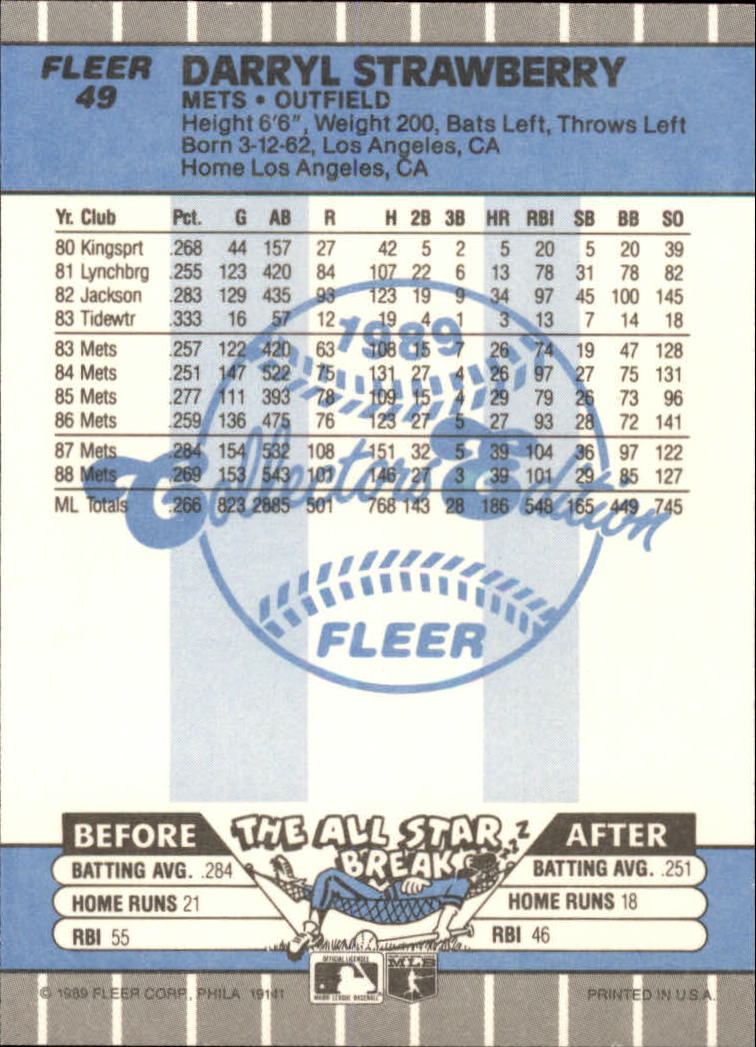 FLEER
49
DARRYL STRAWBERRY
METS • OUTFIELD
Height 6'6", Weight 200, Bats Left, Throws Left
Born 3-12-62, Los Angeles, CA
Home Los Angeles, CA
Yr. Club Pct. G AB R H 2B 3B HR RBI SB BB SO
80 Kingsprt .268 44 157 27 42 5 2 5 20 5 20 39
81 Lynchbrg .255 123 420 84 107 22 6 13 78 31 78 82
82 Jackson .283 129 435 93 123 19 9 34 97 45 100 145
83 Tidewtr .333 16 57 12 19 4 1 3 13 7 14 18
83 Mets .257 122 420 63 108 15 7 26 74 19 47 128
84 Mets .251 147 522 75 131 27 4 26 97 27 75 131
85 Mets .277 111 393 78 109 15 4 29 79 26 73 96
86 Mets .259 136 475 76 123 27 5 27 93 28 72 141
87 Mets .284 154 532 108 151 32 5 39 104 36 97 122
88 Mets .269 153 543 101 146 27 3 39 101 29 85 127
ML Totals .266 823 2885 501 768 143 28 186 548 165 449 745
1989
Collectors Edition
FLEER
BEFORE
THE ALL STAR
BREAK
zzZ
AFTER
BATTING AVG. .284
HOME RUNS 21
RBI 55
BATTING AVG. .251
HOME RUNS 18
RBI 46
OFFICIAL LICENSEE
MAJOR LEAGUE BASEBALL
MLB
© 1989 FLEER CORP., PHILA 19141
PRINTED IN U.S.A.